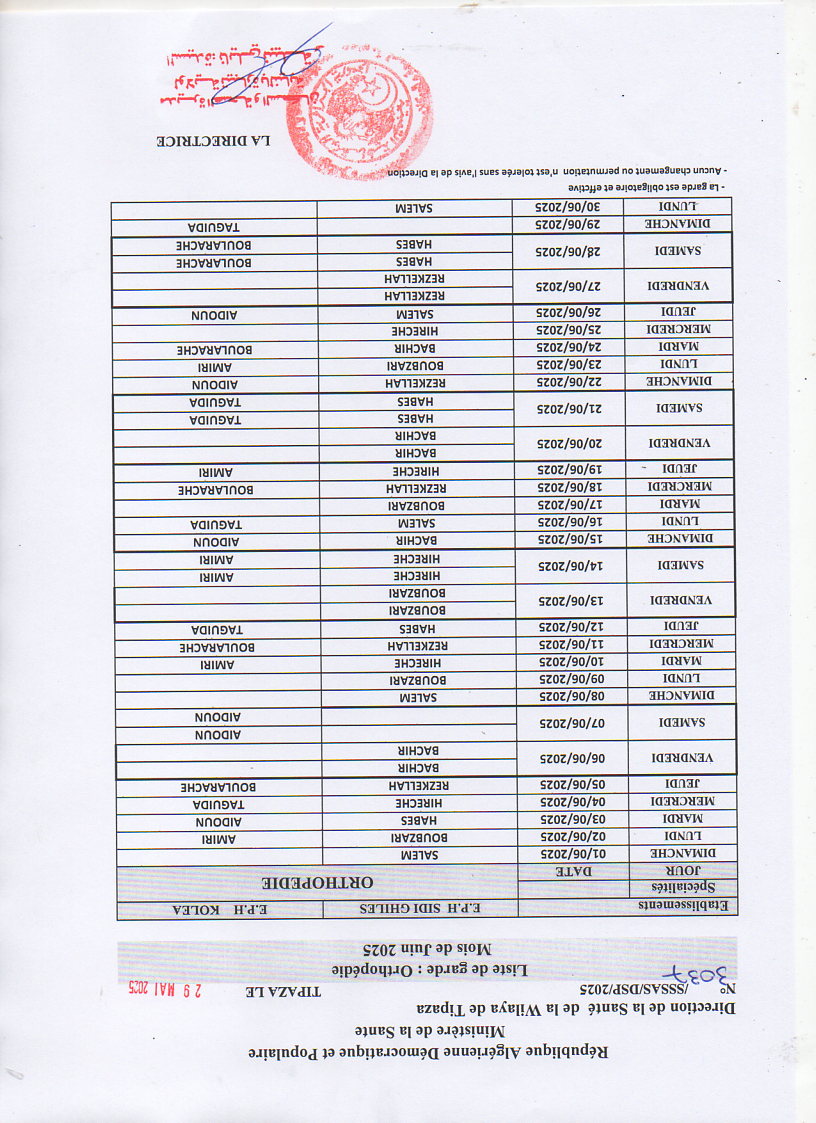 République Algérienne Démocratique et Populaire
Ministère de la Sante
Direction de la Santé de la Wilaya de Tipaza
N° 3037 /SSSAS/DSP/2025 TIPAZA LE 29 MAI 2025
Liste de garde : Orthopédie
Mois de Juin 2025
Etablissements E.P.H SIDI GHILES E.P.H KOLEA
Spécialités ORTHOPEDIE
JOUR DATE
DIMANCHE 01/06/2025 SALEM
LUNDI 02/06/2025 BOUBZARI AMIRI
MARDI 03/06/2025 HABES AIDOUN
MERCREDI 04/06/2025 HIRECHE TAGUIDA
JEUDI 05/06/2025 REZKELLAH BOULARACHE
VENDREDI 06/06/2025 BACHIR
BACHIR
SAMEDI 07/06/2025 AIDOUN
AIDOUN
DIMANCHE 08/06/2025 SALEM
LUNDI 09/06/2025 BOUBZARI
MARDI 10/06/2025 HIRECHE AMIRI
MERCREDI 11/06/2025 REZKELLAH BOULARACHE
JEUDI 12/06/2025 HABES TAGUIDA
VENDREDI 13/06/2025 BOUBZARI
BOUBZARI
SAMEDI 14/06/2025 HIRECHE AMIRI
HIRECHE AMIRI
DIMANCHE 15/06/2025 BACHIR AIDOUN
LUNDI 16/06/2025 SALEM TAGUIDA
MARDI 17/06/2025 BOUBZARI
MERCREDI 18/06/2025 REZKELLAH BOULARACHE
JEUDI 19/06/2025 HIRECHE AMIRI
VENDREDI 20/06/2025 BACHIR
BACHIR
SAMEDI 21/06/2025 HABES TAGUIDA
HABES TAGUIDA
DIMANCHE 22/06/2025 REZKELLAH AIDOUN
LUNDI 23/06/2025 BOUBZARI AMIRI
MARDI 24/06/2025 BACHIR BOULARACHE
MERCREDI 25/06/2025 HIRECHE
JEUDI 26/06/2025 SALEM AIDOUN
VENDREDI 27/06/2025 REZKELLAH
REZKELLAH
SAMEDI 28/06/2025 HABES BOULARACHE
HABES BOULARACHE
DIMANCHE 29/06/2025 TAGUIDA
LUNDI 30/06/2025 SALEM
- La garde est obligatoire et effctive
- Aucun changement ou permutation n'est tolerée sans l'avis de la Direction
LA DIRECTRICE
مديرة الصحة و السكان
لولاية تيبازة بالنيابة
السيدة: نايلي نبيلة